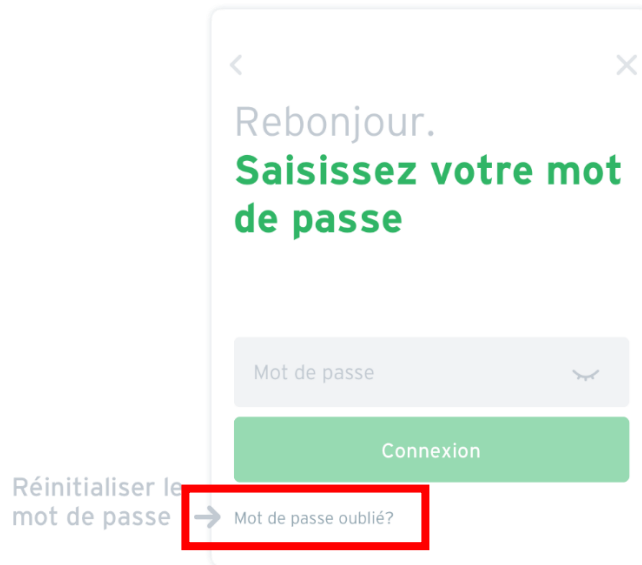 Rebonjour.
Saisissez votre mot
de passe
Mot de passe
Connexion
Réinitialiser le
mot de passe
Mot de passe oublié?